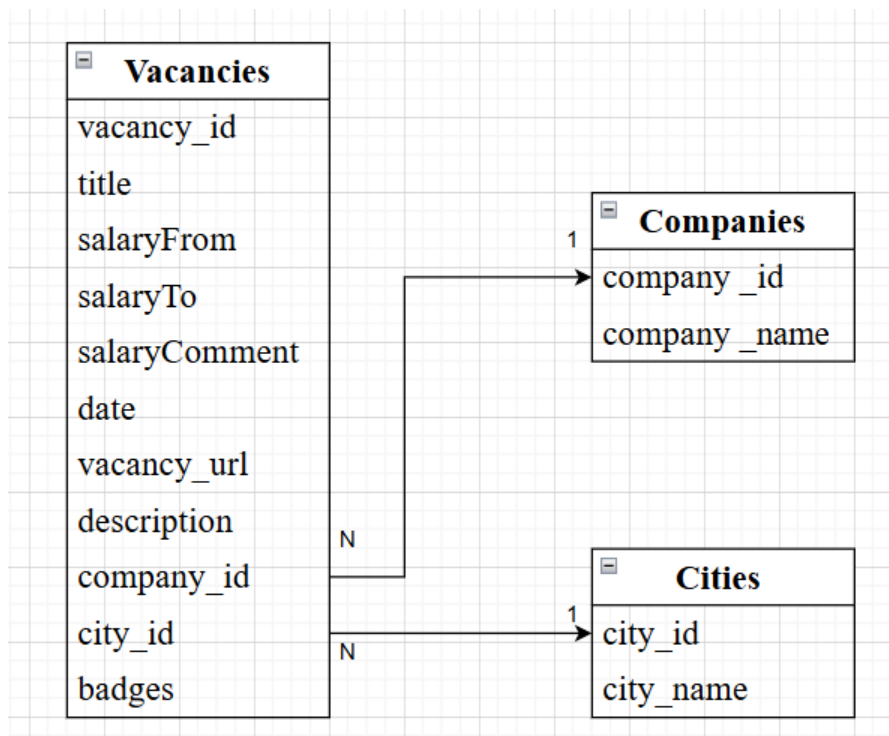 Vacancies
vacancy_id
title
salaryFrom
salaryTo
salaryComment
date
vacancy_url
description
company_id
city_id
badges
N
N
1
Companies
company _id
company _name
1
Cities
city_id
city_name